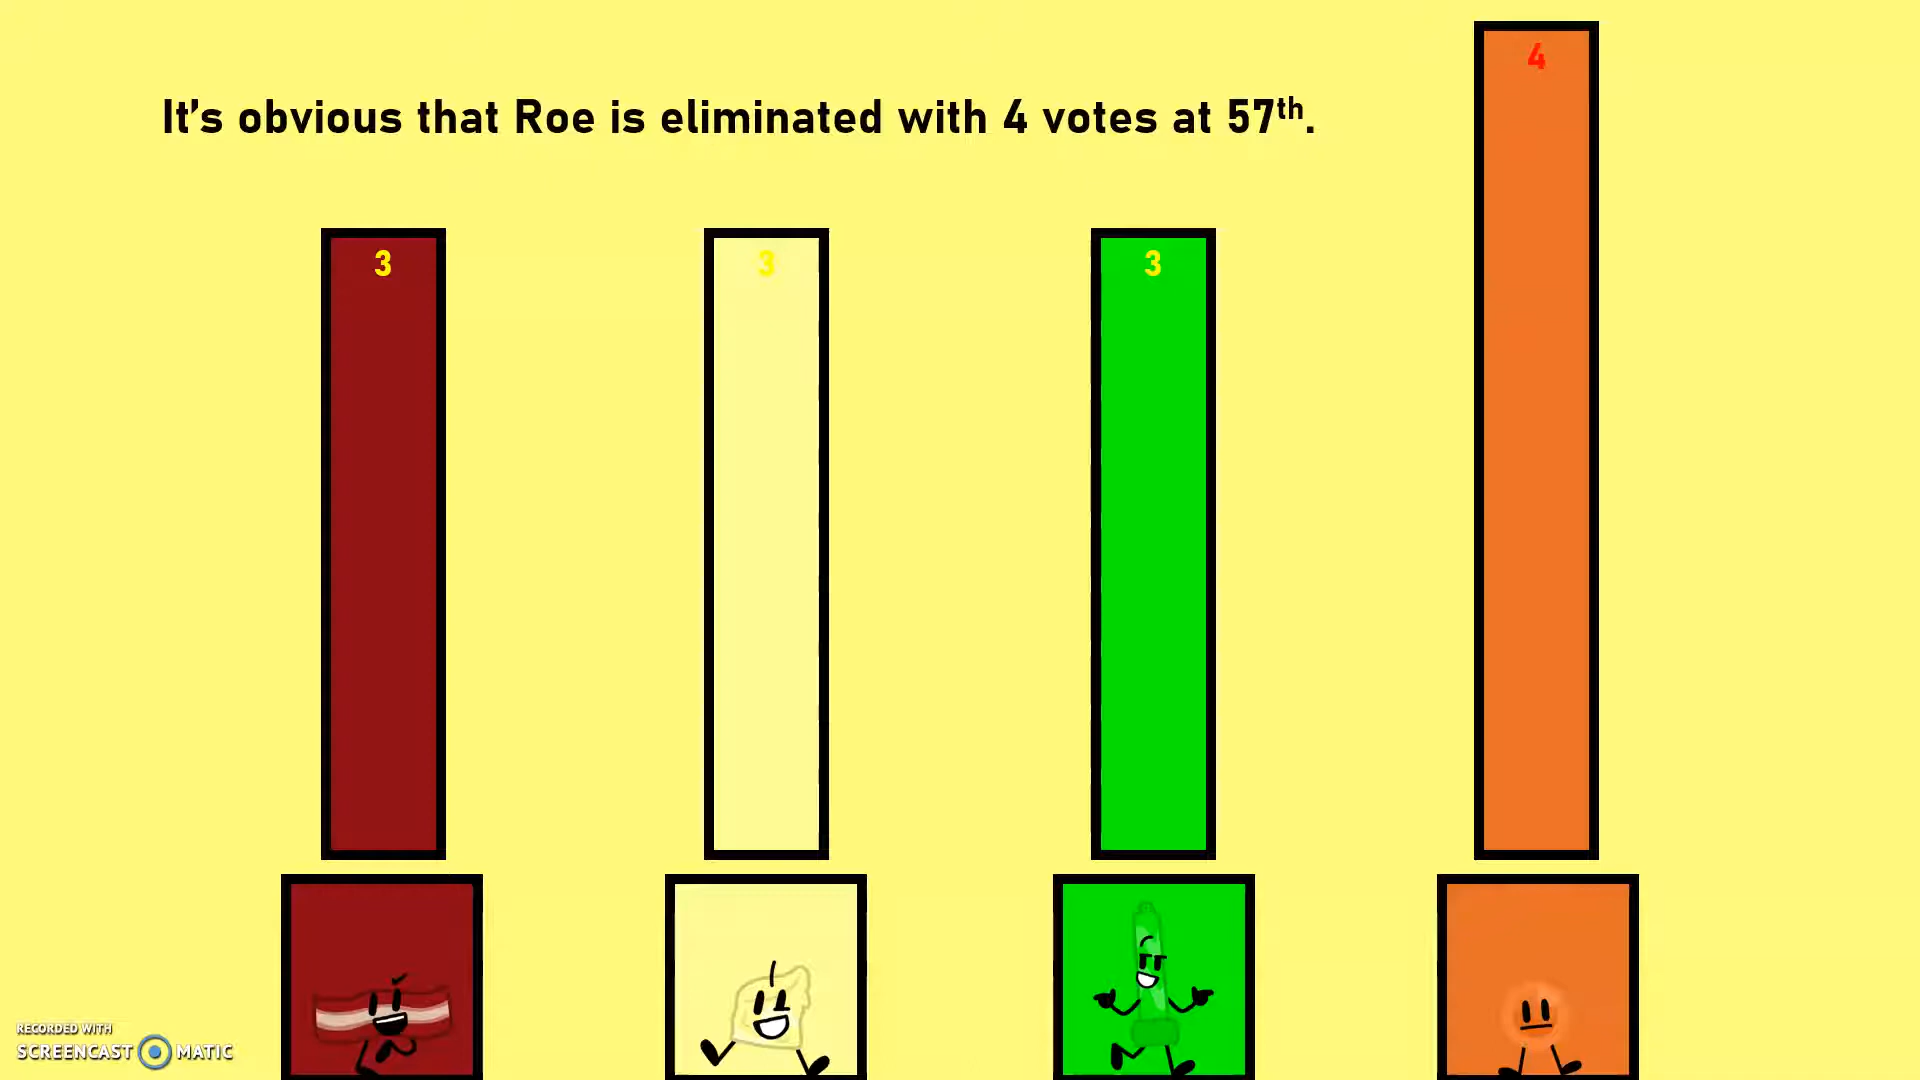 4
It's obvious that Roe is eliminated with 4 votes at 57th.
3 3 3
RECORDED WITH
SCREENCAST MATIC